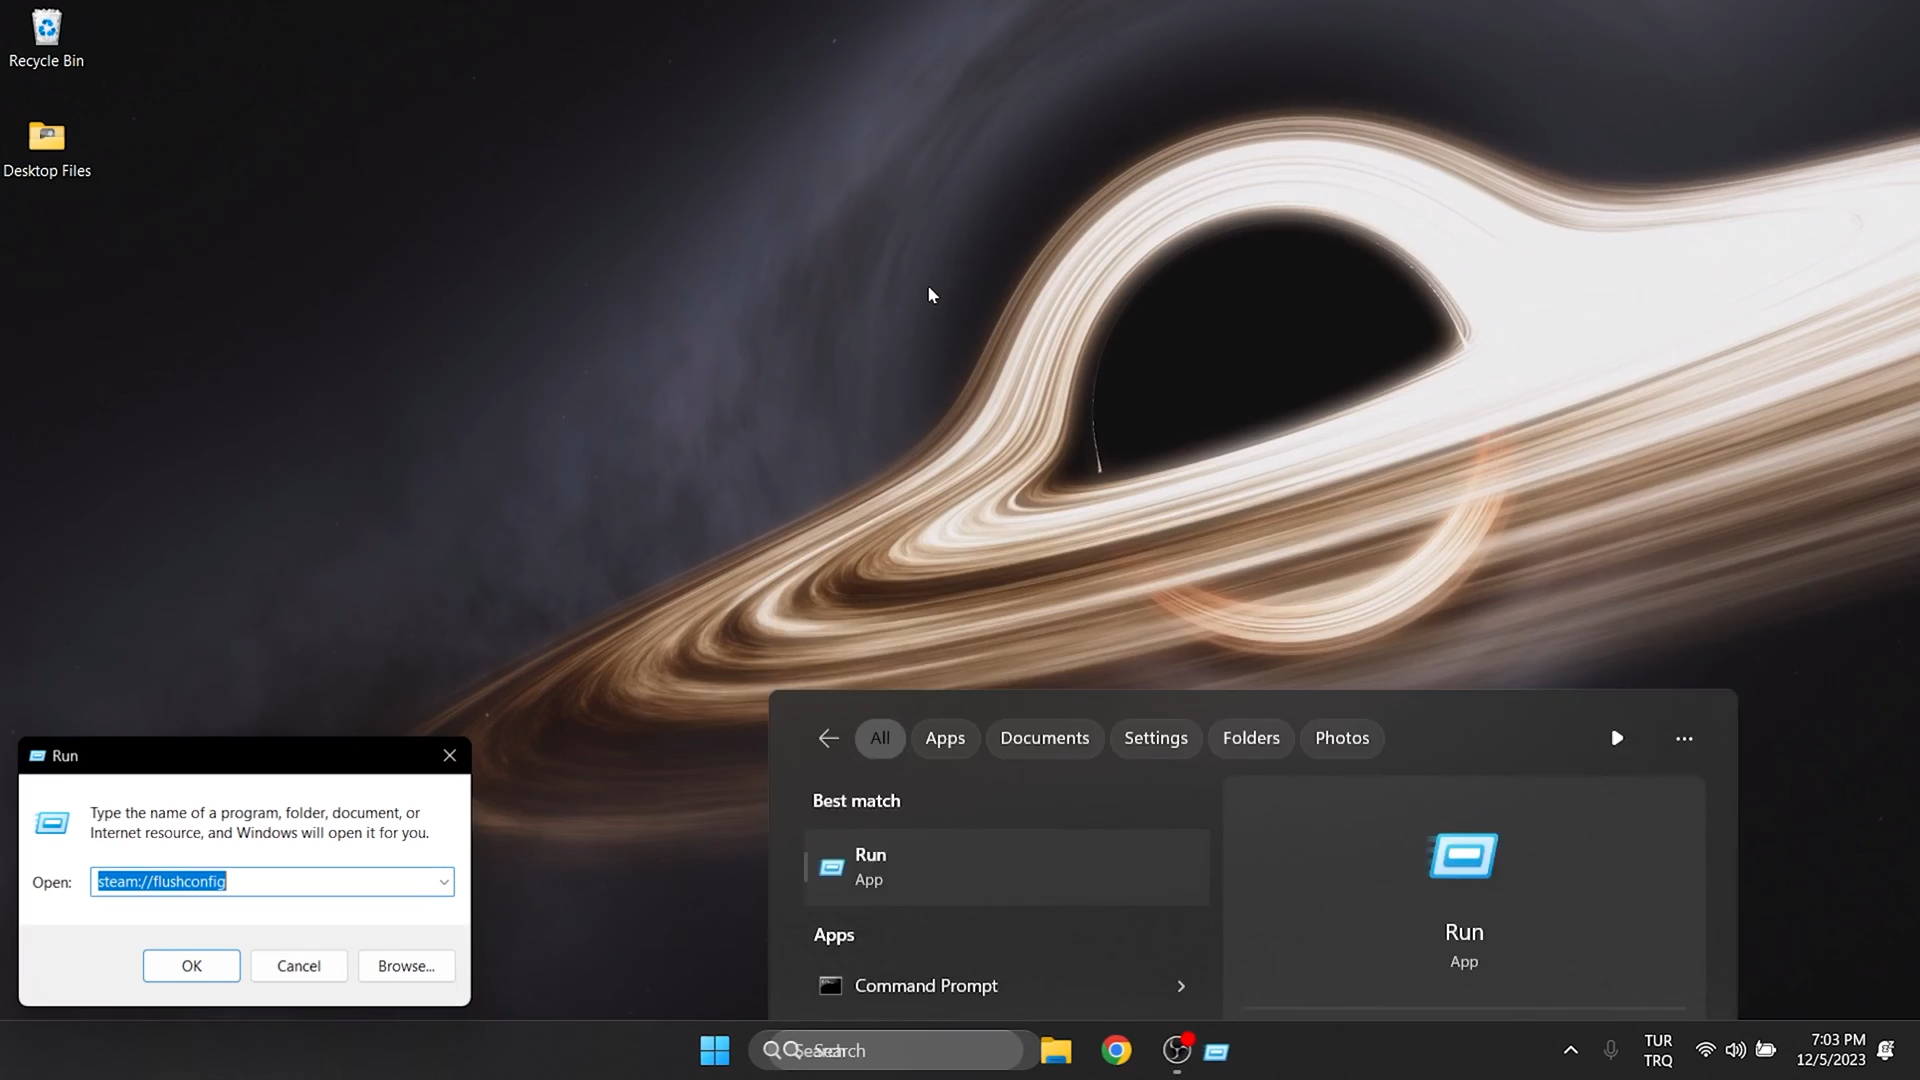 Recycle Bin
Desktop Files
All Apps Documents Settings Folders Photos
Best match
Run
App
Apps
Command Prompt
Run
App
Run
Type the name of a program, folder, document, or
Internet resource, and Windows will open it for you.
Open: steam://flushconfig
OK Cancel Browse...
Search
TUR
TRQ
7:03 PM
12/5/2023